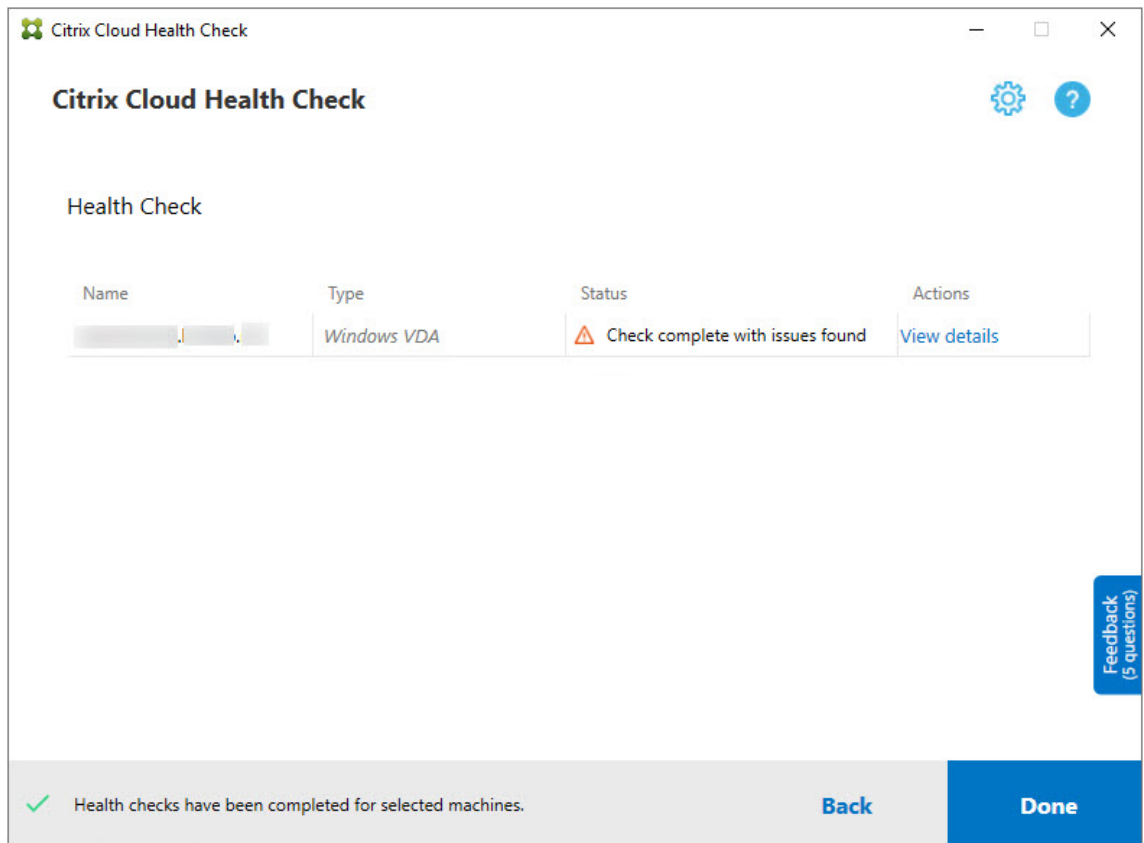 Citrix Cloud Health Check
Citrix Cloud Health Check
?
Health Check
Name Type Status Actions
Windows VDA Check complete with issues found View details
Feedback
(5 questions)
Health checks have been completed for selected machines. Back Done